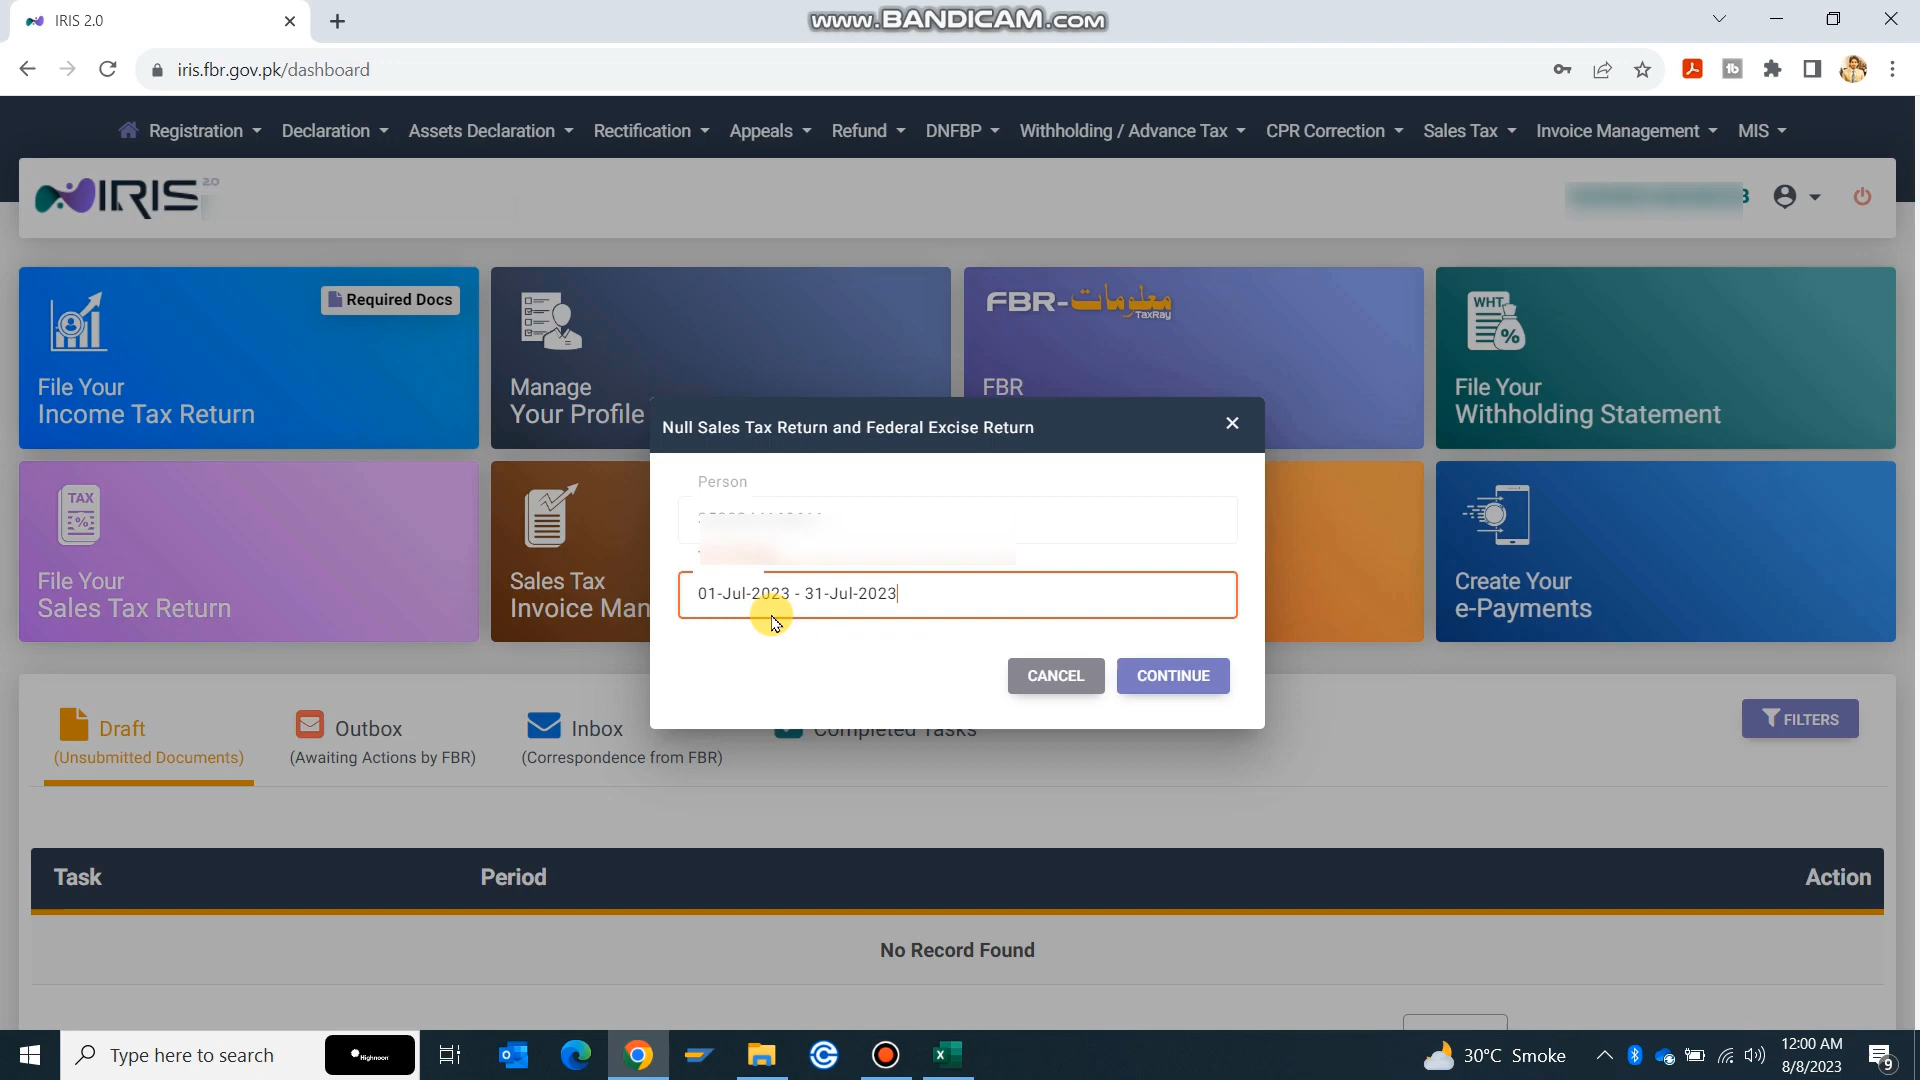 IRIS 2.0
www.BANDICAM.com
iris.fbr.gov.pk/dashboard
Registration Declaration Assets Declaration Rectification Appeals Refund DNFBP Withholding / Advance Tax CPR Correction Sales Tax Invoice Management MIS
IRIS 2.0
Required Docs
File Your
Income Tax Return
Manage
Your Profile
FBR-معلومات
TaxRay
FBR
WHT
File Your
Withholding Statement
Null Sales Tax Return and Federal Excise Return
Person
01-Jul-2023 - 31-Jul-2023
CANCEL CONTINUE
TAX
File Your
Sales Tax Return
Sales Tax
Invoice Man
Create Your
e-Payments
Draft
(Unsubmitted Documents)
Outbox
(Awaiting Actions by FBR)
Inbox
(Correspondence from FBR)
Completed Tasks
FILTERS
Task Period Action
No Record Found
Type here to search
Highnoon
30°C Smoke
12:00 AM
8/8/2023
9